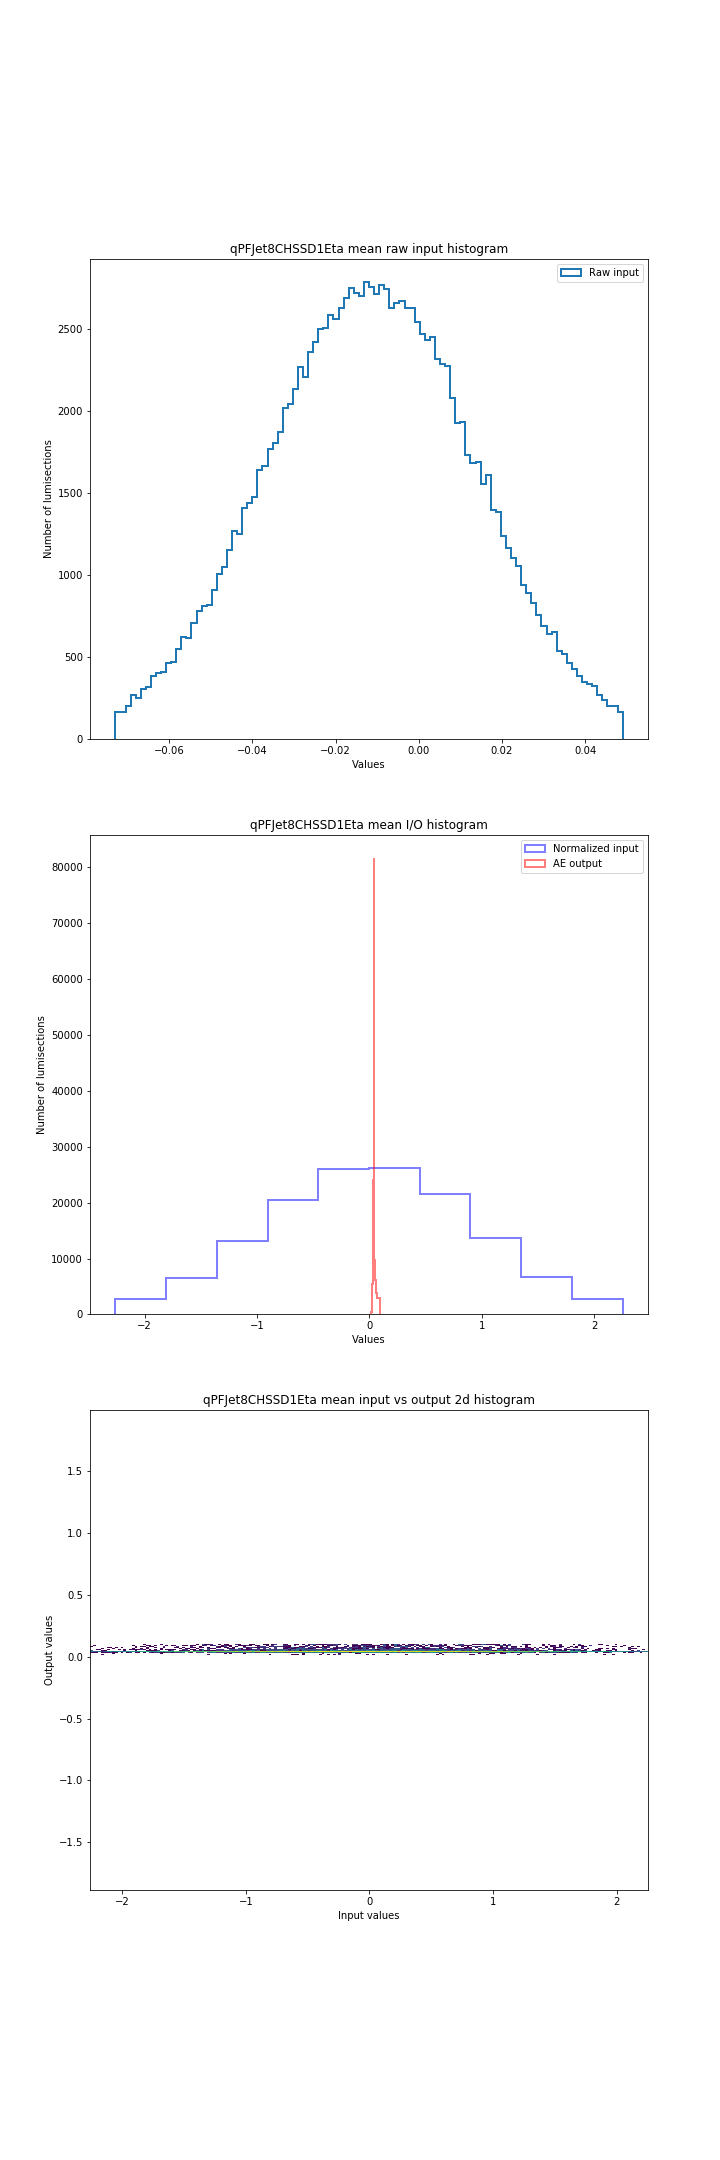 qPFJet8CHSSD1Eta mean raw input histogram
Raw input
2500
2000
1500
1000
500
0
Number of lumisections
−0.06 −0.04 −0.02 0.00 0.02 0.04
Values
qPFJet8CHSSD1Eta mean I/O histogram
Normalized input
AE output
80000
70000
60000
50000
40000
30000
20000
10000
0
Number of lumisections
−2 −1 0 1 2
Values
qPFJet8CHSSD1Eta mean input vs output 2d histogram
1.5
1.0
0.5
0.0
−0.5
−1.0
−1.5
Output values
−2 −1 0 1 2
Input values